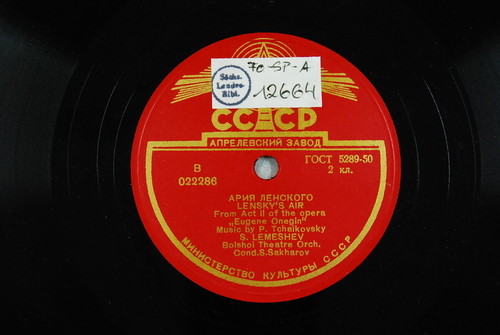 Sächs.
Landes-
Bibl.
7c-SP-A
12664
СССР
АПРЕЛЕВСКИЙ ЗАВОД
В
022286
ГОСТ 5289-50
2 кл.
АРИЯ ЛЕНСКОГО
LENSKY'S AIR
From Act II of the opera
„Eugene Onegin"
Music by P. Tchaikovsky
S. LEMESHEV
Bolshoi Theatre Orch.
Cond.S.Sakharov
МИНИСТЕРСТВО КУЛЬТУРЫ СССР